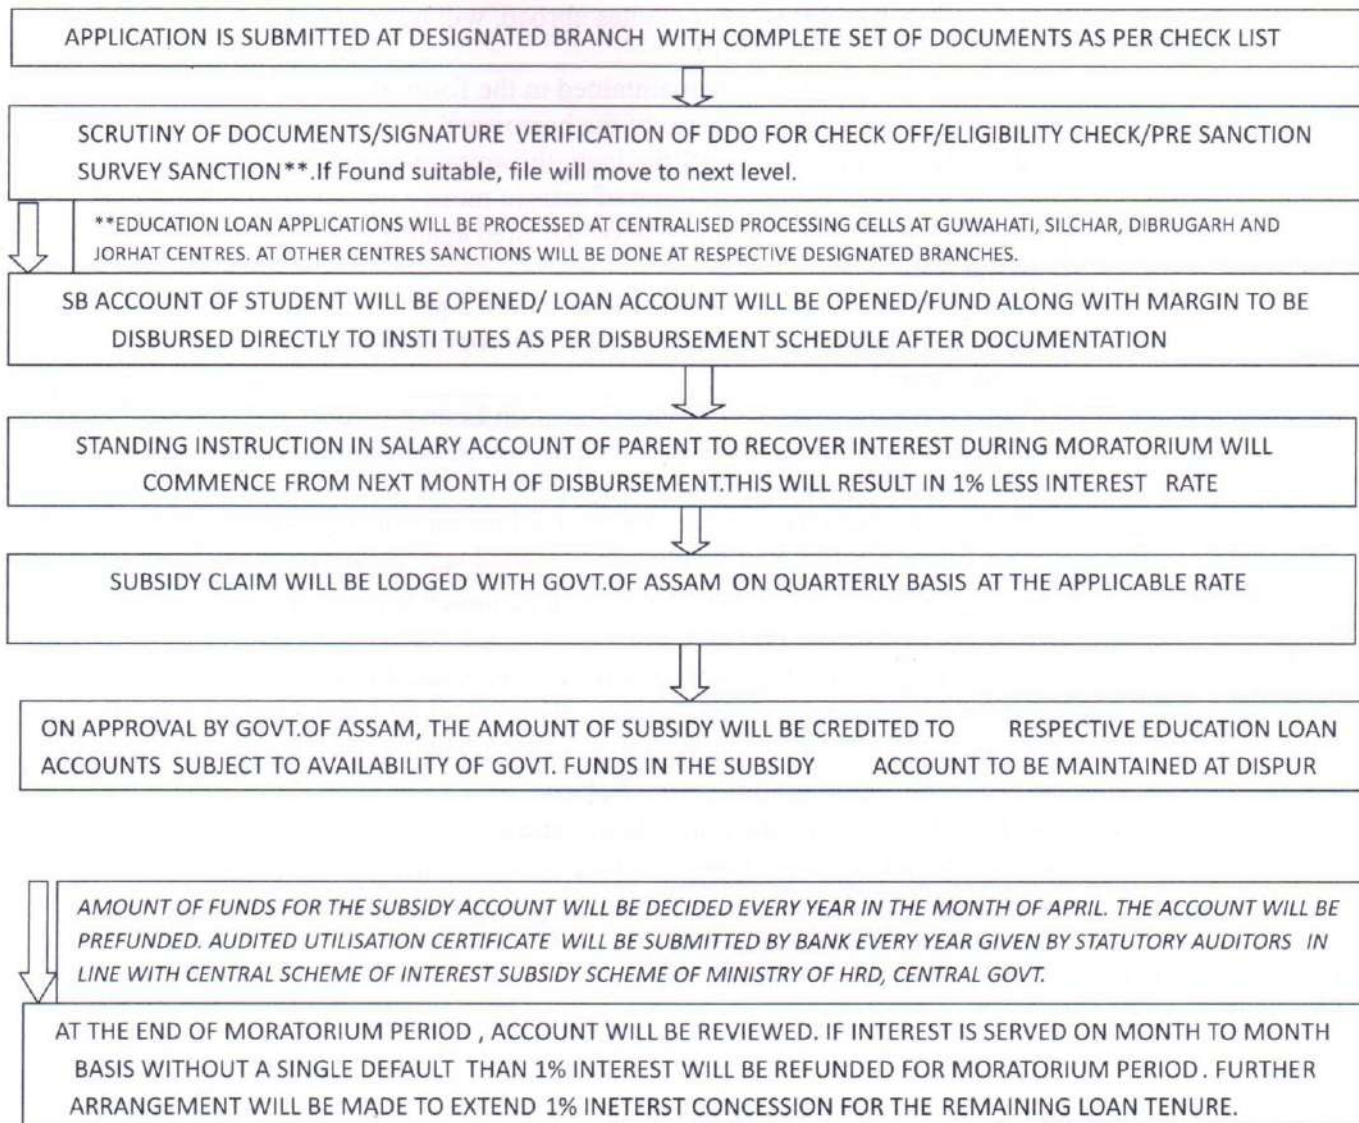 APPLICATION IS SUBMITTED AT DESIGNATED BRANCH WITH COMPLETE SET OF DOCUMENTS AS PER CHECK LIST
SCRUTINY OF DOCUMENTS/SIGNATURE VERIFICATION OF DDO FOR CHECK OFF/ELIGIBILITY CHECK/PRE SANCTION
SURVEY SANCTION**.If Found suitable, file will move to next level.
**EDUCATION LOAN APPLICATIONS WILL BE PROCESSED AT CENTRALISED PROCESSING CELLS AT GUWAHATI, SILCHAR, DIBRUGARH AND
JORHAT CENTRES. AT OTHER CENTRES SANCTIONS WILL BE DONE AT RESPECTIVE DESIGNATED BRANCHES.
SB ACCOUNT OF STUDENT WILL BE OPENED/ LOAN ACCOUNT WILL BE OPENED/FUND ALONG WITH MARGIN TO BE
DISBURSED DIRECTLY TO INSTI TUTES AS PER DISBURSEMENT SCHEDULE AFTER DOCUMENTATION
STANDING INSTRUCTION IN SALARY ACCOUNT OF PARENT TO RECOVER INTEREST DURING MORATORIUM WILL
COMMENCE FROM NEXT MONTH OF DISBURSEMENT.THIS WILL RESULT IN 1% LESS INTEREST RATE
SUBSIDY CLAIM WILL BE LODGED WITH GOVT.OF ASSAM ON QUARTERLY BASIS AT THE APPLICABLE RATE
ON APPROVAL BY GOVT.OF ASSAM, THE AMOUNT OF SUBSIDY WILL BE CREDITED TO RESPECTIVE EDUCATION LOAN
ACCOUNTS SUBJECT TO AVAILABILITY OF GOVT. FUNDS IN THE SUBSIDY ACCOUNT TO BE MAINTAINED AT DISPUR
AMOUNT OF FUNDS FOR THE SUBSIDY ACCOUNT WILL BE DECIDED EVERY YEAR IN THE MONTH OF APRIL. THE ACCOUNT WILL BE
PREFUNDED. AUDITED UTILISATION CERTIFICATE WILL BE SUBMITTED BY BANK EVERY YEAR GIVEN BY STATUTORY AUDITORS IN
LINE WITH CENTRAL SCHEME OF INTEREST SUBSIDY SCHEME OF MINISTRY OF HRD, CENTRAL GOVT.
AT THE END OF MORATORIUM PERIOD , ACCOUNT WILL BE REVIEWED. IF INTEREST IS SERVED ON MONTH TO MONTH
BASIS WITHOUT A SINGLE DEFAULT THAN 1% INTEREST WILL BE REFUNDED FOR MORATORIUM PERIOD. FURTHER
ARRANGEMENT WILL BE MADE TO EXTEND 1% INETERST CONCESSION FOR THE REMAINING LOAN TENURE.